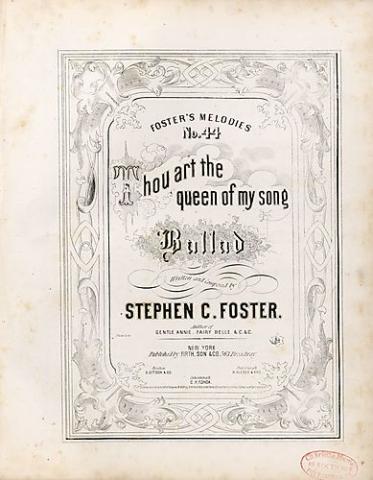 FOSTER'S MELODIES
No. 44
Thou art the
queen of my song
Ballad
Written and composed by
STEPHEN C. FOSTER.
Author of
GENTLE ANNIE, FAIRY BELLE, &.C. &.C.
NEW YORK
Published by FIRTH, SON & CO. 563 Broadway